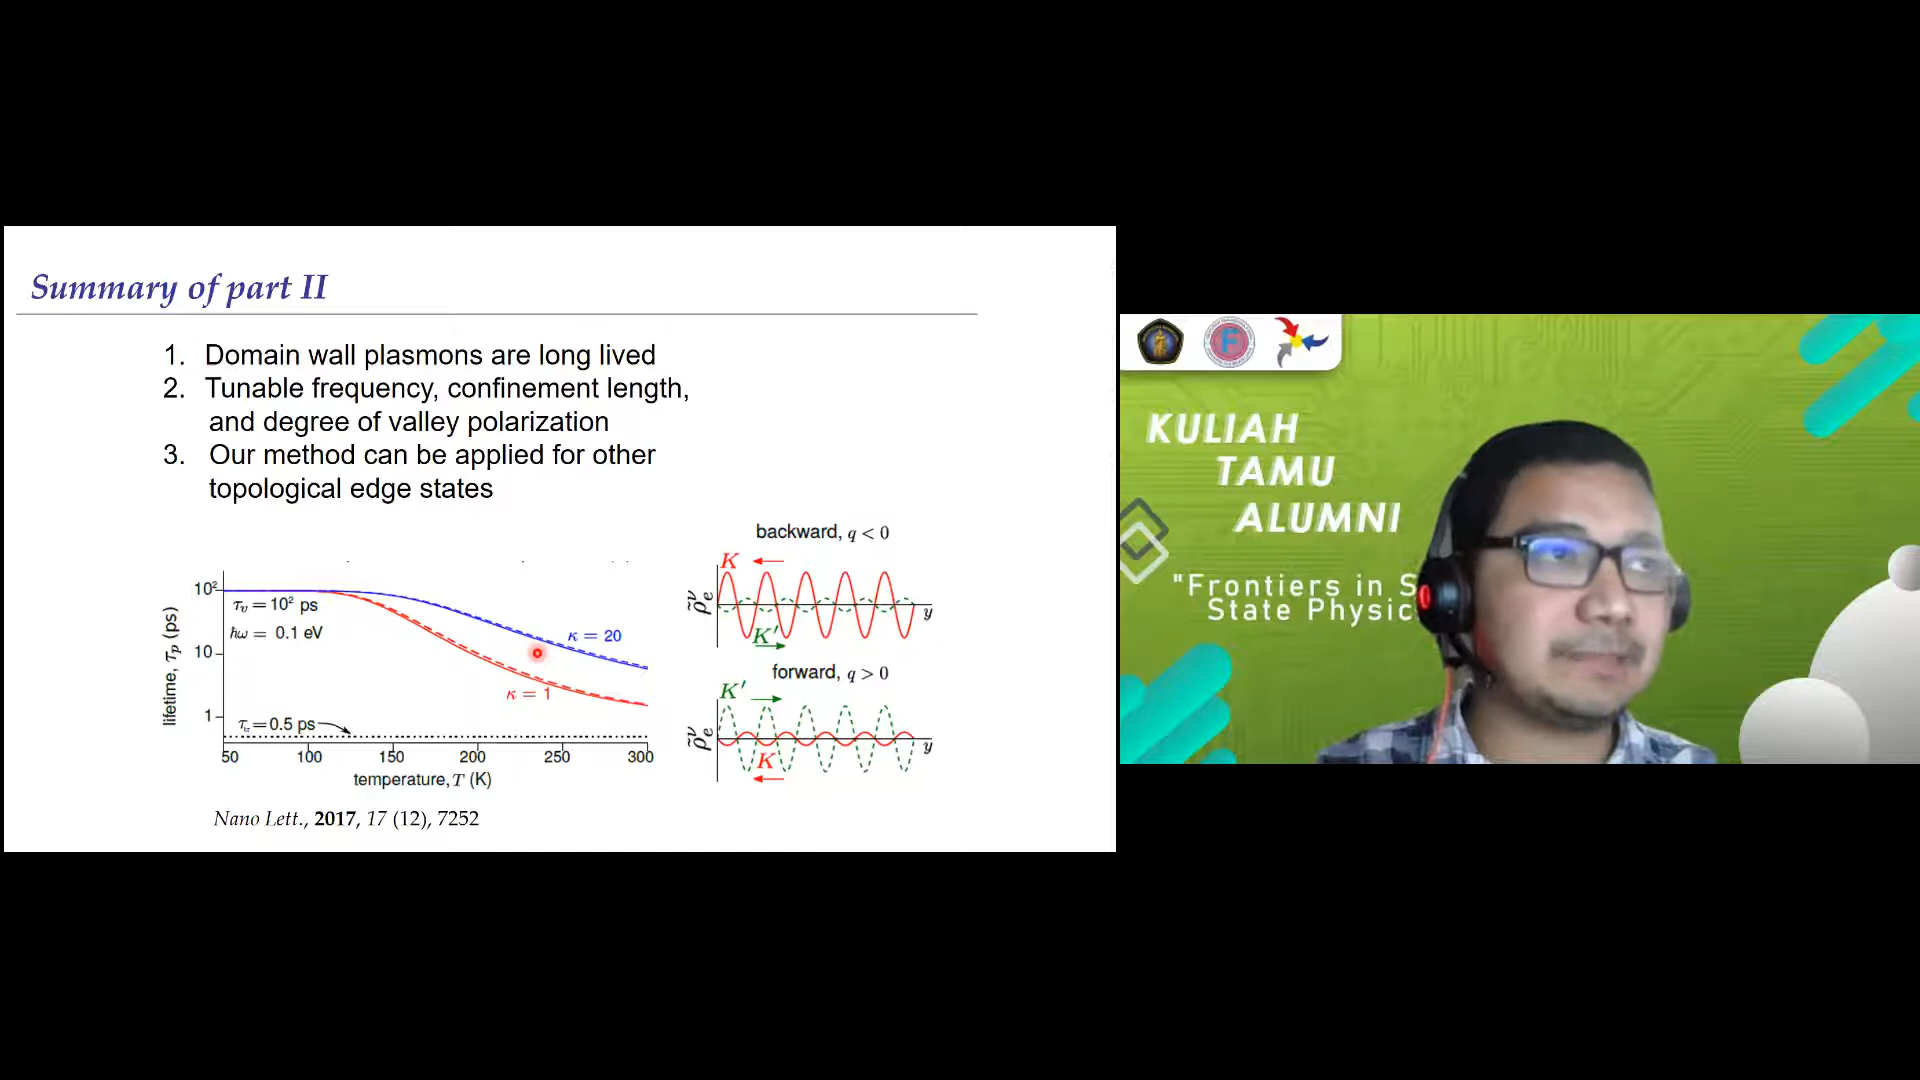 Summary of part II
1. Domain wall plasmons are long lived
2. Tunable frequency, confinement length,
and degree of valley polarization
3. Our method can be applied for other
topological edge states
backward, q < 0
K
ρ̃ᵥₑ
y
K′
forward, q > 0
K′
ρ̃ᵥₑ
y
K
lifetime, τₚ (ps)
10²
10
1
τᵥ = 10² ps
ħω = 0.1 eV
κ = 20
κ = 1
τₜᵣ = 0.5 ps
50 100 150 200 250 300
temperature, T (K)
Nano Lett., 2017, 17 (12), 7252
F
KULIAH
TAMU
ALUMNI
"Frontiers in S
State Physic